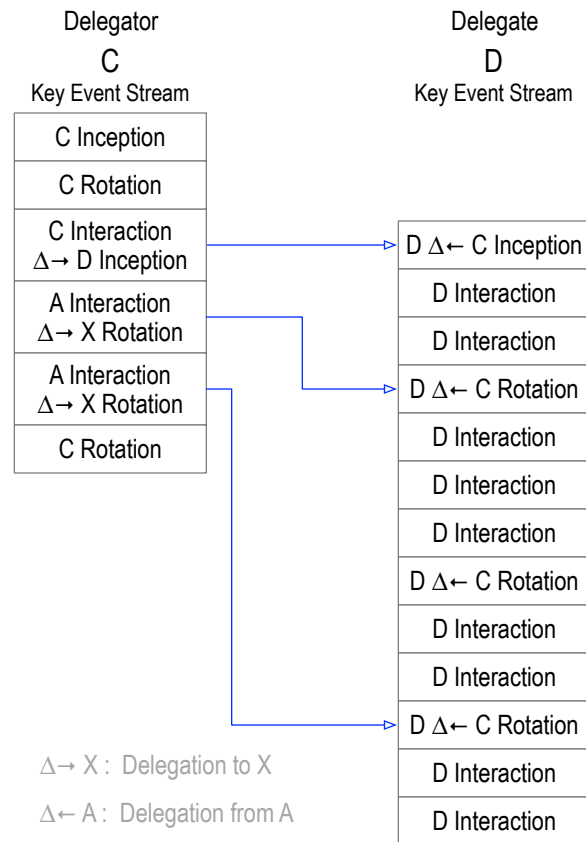 Delegator
C
Key Event Stream
C Inception
C Rotation
C Interaction
Δ→ D Inception
A Interaction
Δ→ X Rotation
A Interaction
Δ→ X Rotation
C Rotation
Delegate
D
Key Event Stream
D Δ← C Inception
D Interaction
D Interaction
D Δ← C Rotation
D Interaction
D Interaction
D Interaction
D Δ← C Rotation
D Interaction
D Interaction
D Δ← C Rotation
D Interaction
D Interaction
Δ→ X : Delegation to X
Δ← A : Delegation from A